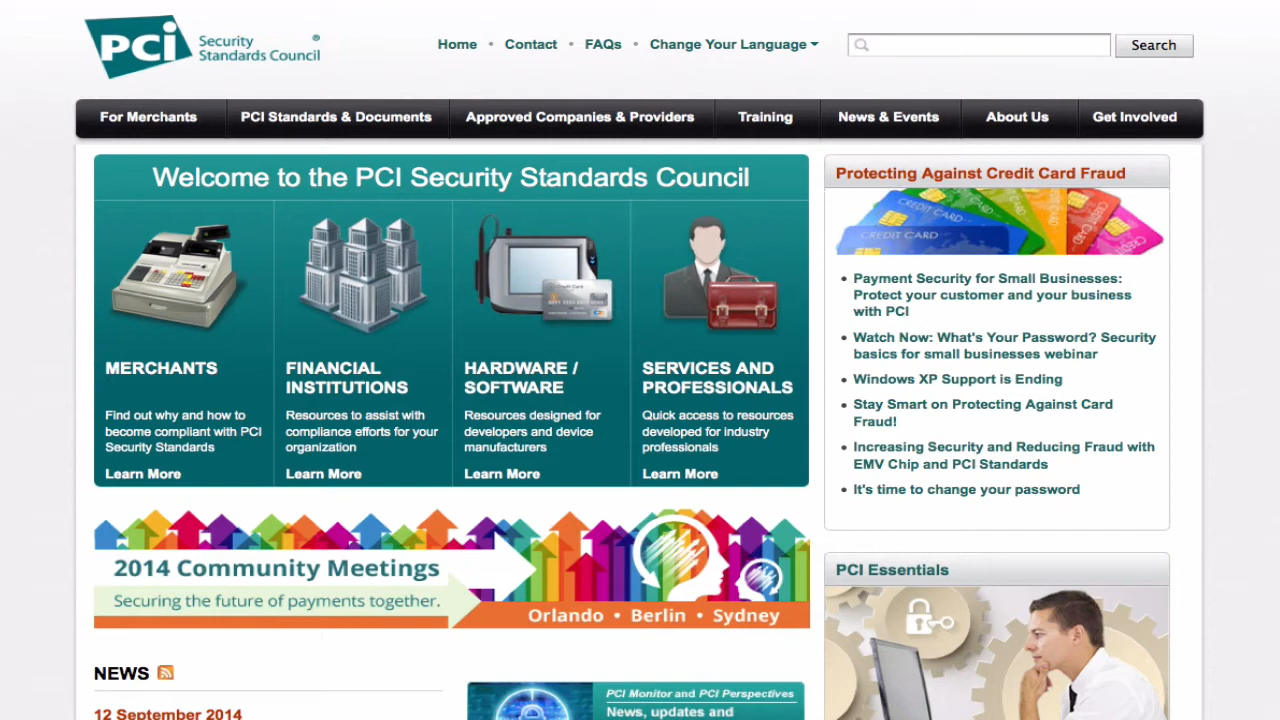 PCi Security
Standards Council ®
Home • Contact • FAQs • Change Your Language
Search
For Merchants
PCI Standards & Documents
Approved Companies & Providers
Training
News & Events
About Us
Get Involved
Welcome to the PCI Security Standards Council
MERCHANTS
Find out why and how to
become compliant with PCI
Security Standards
Learn More
FINANCIAL
INSTITUTIONS
Resources to assist with
compliance efforts for your
organization
Learn More
Credit Card
HARDWARE /
SOFTWARE
Resources designed for
developers and device
manufacturers
Learn More
SERVICES AND
PROFESSIONALS
Quick access to resources
developed for industry
professionals
Learn More
Protecting Against Credit Card Fraud
CREDIT CARD
CREDIT CARD
• Payment Security for Small Businesses:
Protect your customer and your business
with PCI
• Watch Now: What's Your Password? Security
basics for small businesses webinar
• Windows XP Support is Ending
• Stay Smart on Protecting Against Card
Fraud!
• Increasing Security and Reducing Fraud with
EMV Chip and PCI Standards
• It's time to change your password
2014 Community Meetings
Securing the future of payments together.
Orlando • Berlin • Sydney
PCI Essentials
NEWS
12 September 2014
PCI Monitor and PCI Perspectives
News, updates and